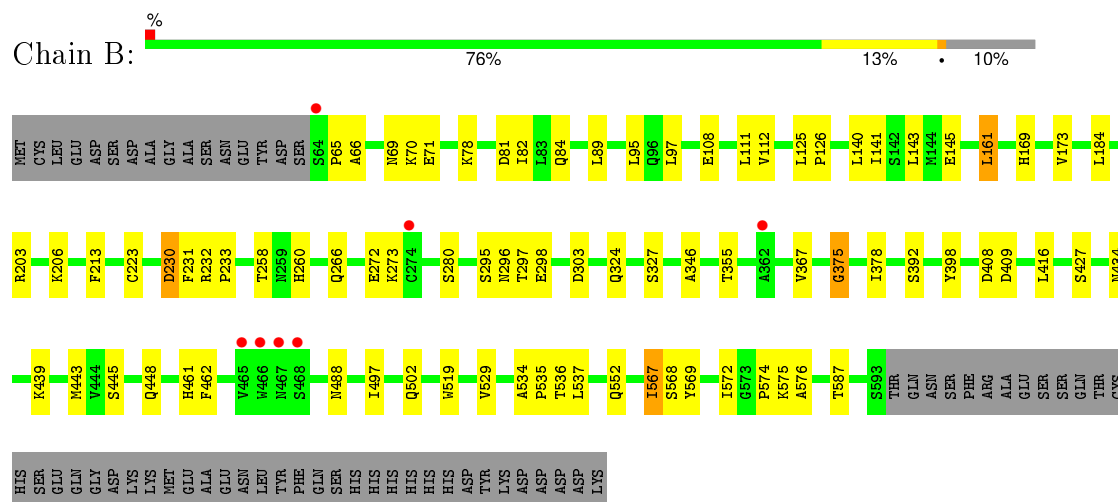 %
Chain B:
76% 13% • 10%
MET CYS LEU GLU ASP SER ASP ALA GLY ALA SER ASN GLU TYR ASP SER S64 P65 A66 N69 K70 E71 K78 D81 I82 L83 Q84 L89 L95 Q96 L97 E108 L111 V112 L125 P126 L140 I141 S142 L143 M144 E145 L161 H169 V173 L184
R203 K206 F213 C223 D230 F231 R232 P233 T258 N259 H260 Q266 E272 K273 C274 S280 S295 N296 T297 E298 D303 Q324 S327 A346 T355 A362 V367 G375 I378 S392 Y398 D408 D409 L416 S427
K439 M443 V444 S445 Q448 H461 F462 V465 W466 N467 S468 N488 I497 Q502 W519 V529 A534 P535 T536 L537 Q552 I567 S568 Y569 I572 G573 P574 K575 A576 T587 S593 THR GLN ASN SER PHE ARG ALA GLU SER SER GLN THR CYS
HIS SER GLU GLN GLY ASP LYS LYS MET GLU ALA GLU ASN LEU TYR PHE GLN SER HIS HIS HIS HIS HIS HIS ASP TYR LYS ASP ASP ASP ASP LYS